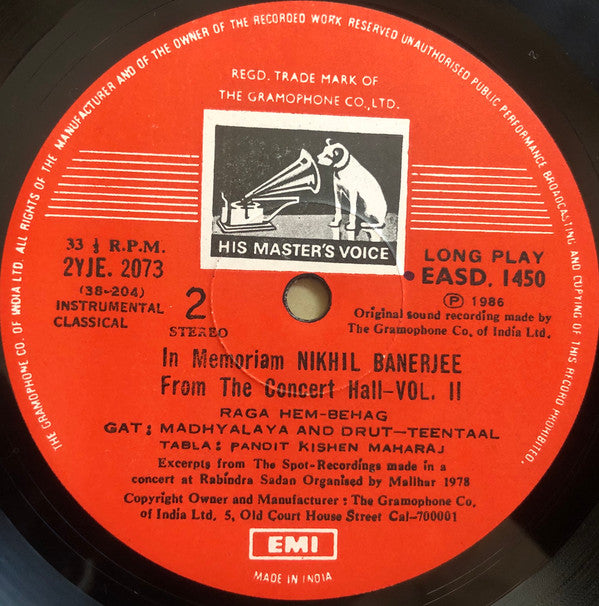 THE GRAMOPHONE CO. OF INDIA LTD. ALL RIGHTS OF THE MANUFACTURER AND OF THE OWNER OF THE RECORDED WORK RESERVED UNAUTHORISED PUBLIC PERFORMANCE BROADCASTING AND COPYING OF THIS RECORD PROHIBITED.
REGD. TRADE MARK OF
THE GRAMOPHONE CO., LTD.
HIS MASTER'S VOICE
33 ⅓ R.P.M.
2YJE. 2073
(38-204)
INSTRUMENTAL
CLASSICAL
2
STEREO
LONG PLAY
EASD. 1450
Ⓟ 1986
Original sound recording made by
The Gramophone Co. of India Ltd.
In Memoriam NIKHIL BANERJEE
From The Concert Hall-VOL. II
RAGA HEM-BEHAG
GAT: MADHYALAYA AND DRUT-TEENTAAL
TABLA: PANDIT KISHEN MAHARAJ
Excerpts from The Spot-Recordings made in a
concert at Rabindra Sadan Organised by Mallhar 1978
Copyright Owner and Manufacturer : The Gramophone Co.
of India Ltd. 5, Old Court House Street Cal-700001
EMI
MADE IN INDIA